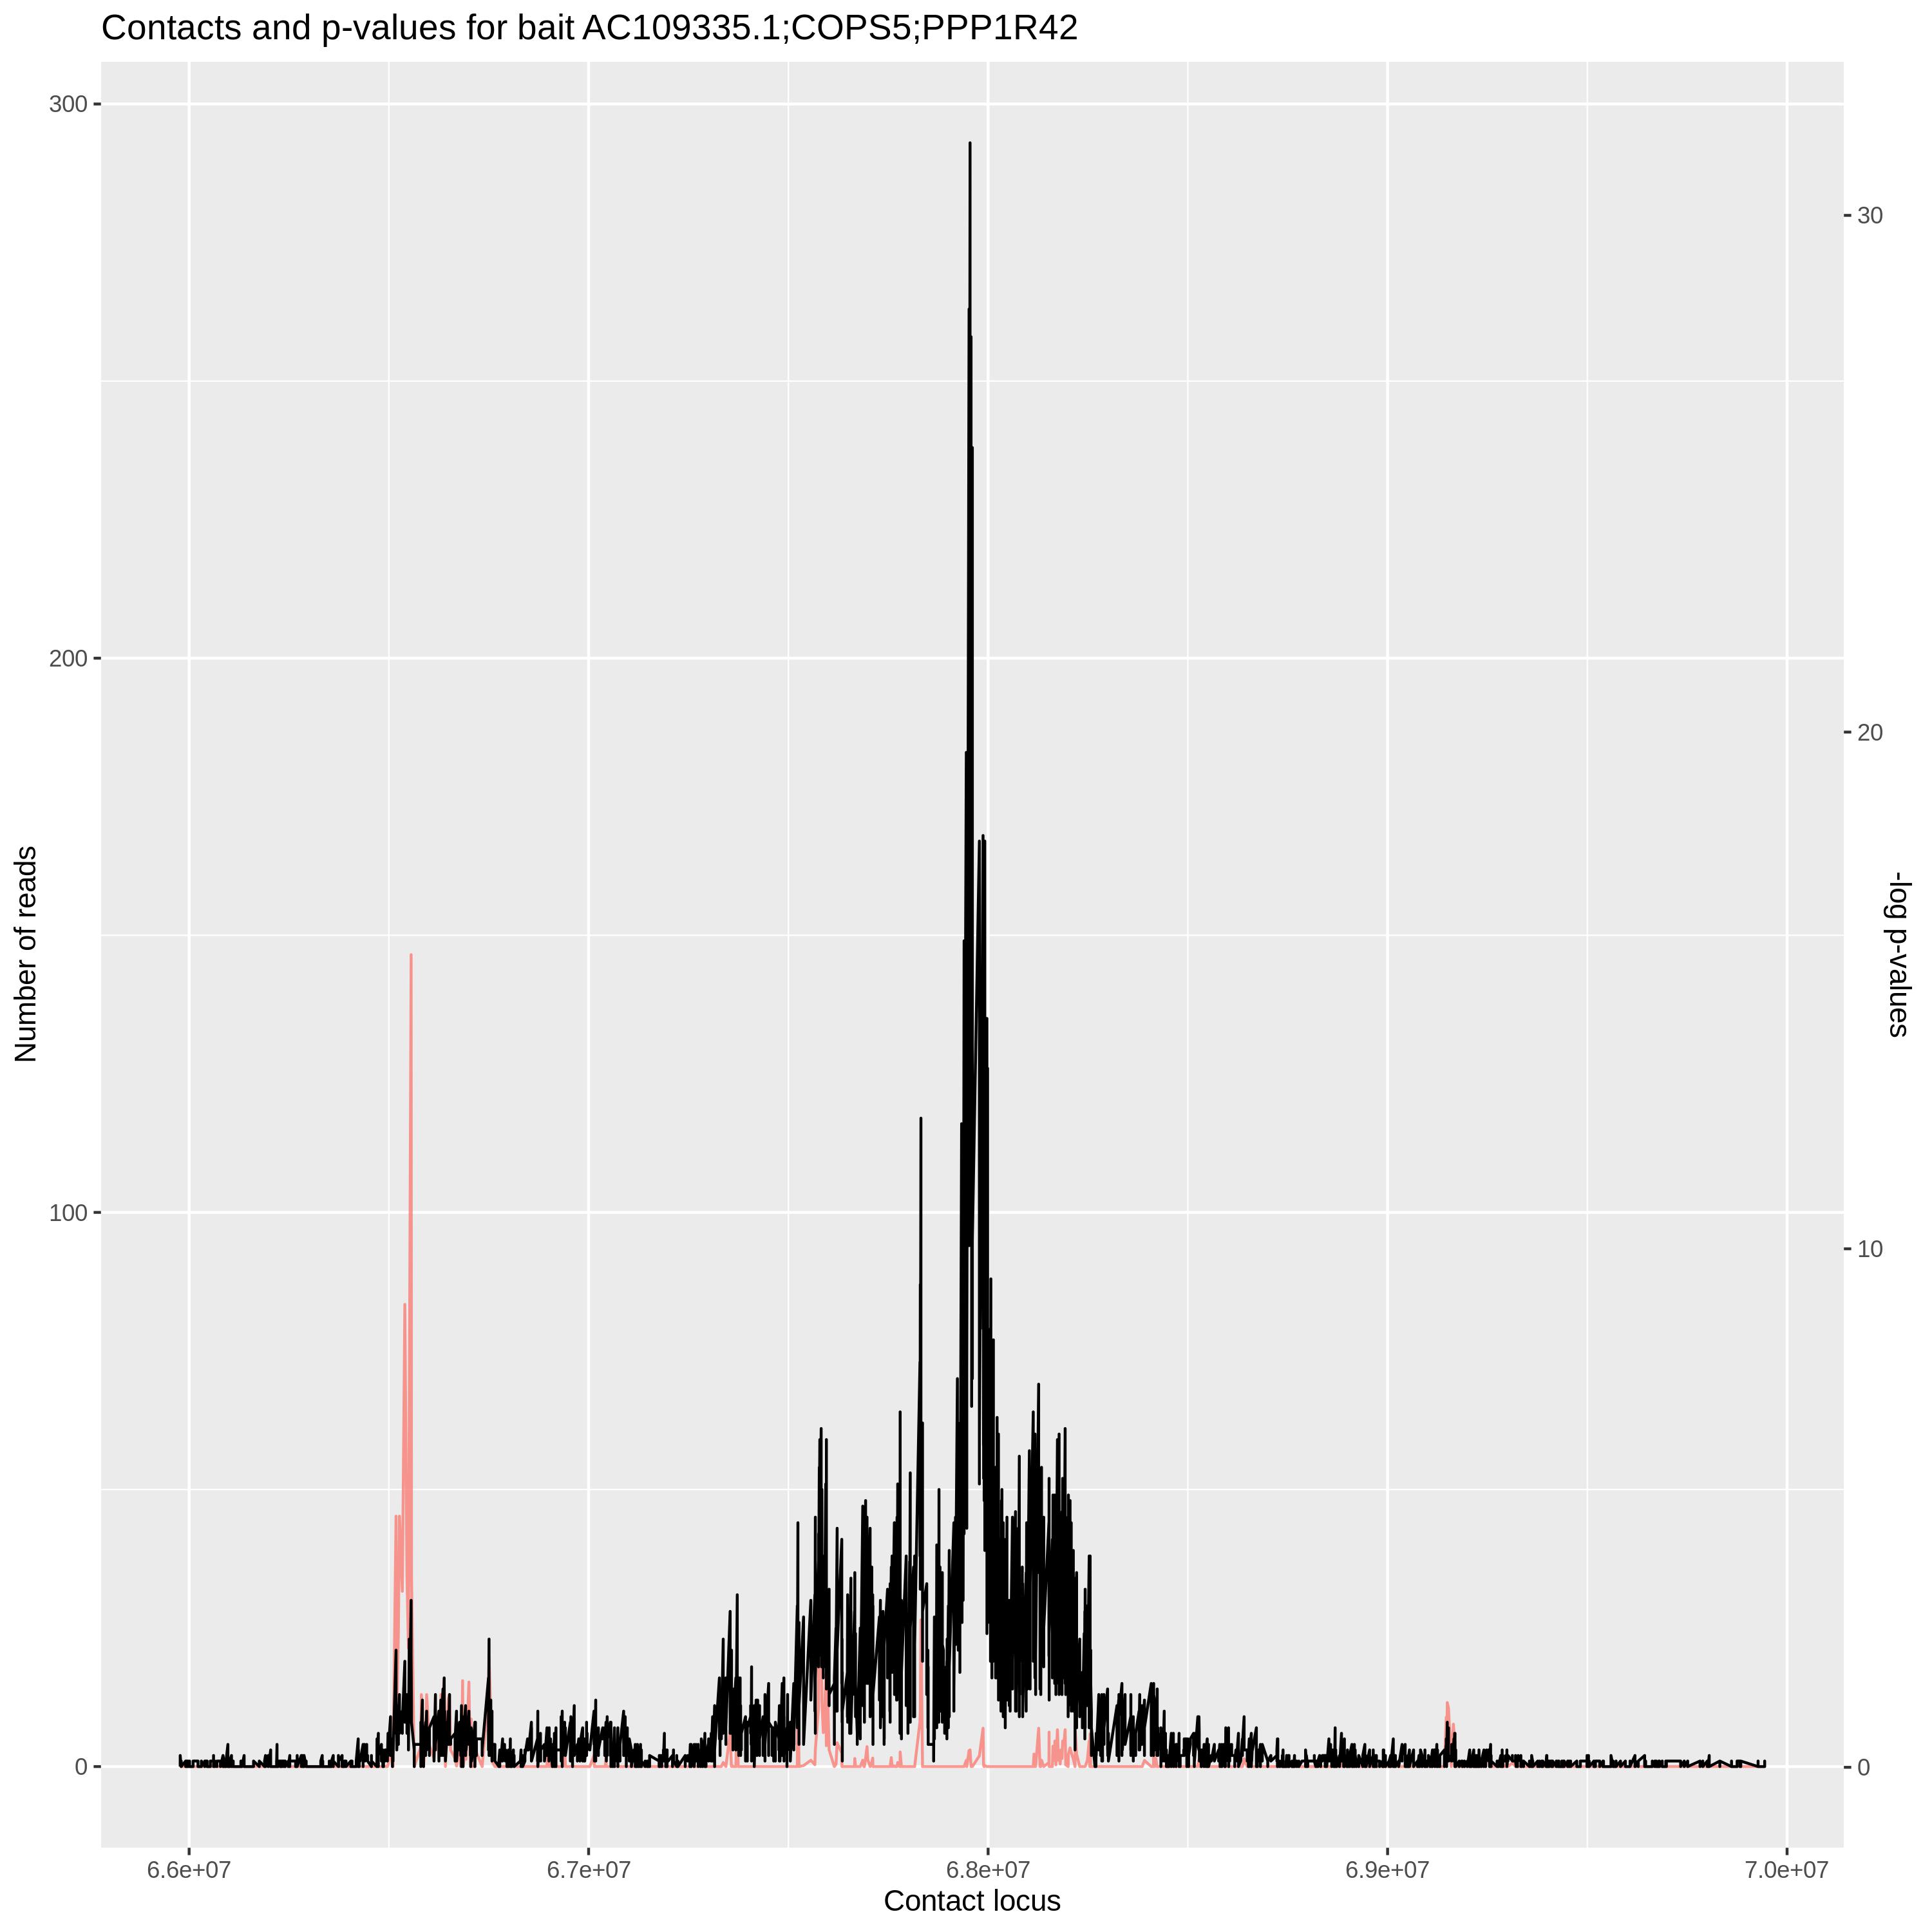 Contacts and p-values for bait AC109335.1;COPS5;PPP1R42
300
200
100
0
Number of reads
30
20
10
0
-log p-values
6.6e+07 6.7e+07 6.8e+07 6.9e+07 7.0e+07
Contact locus